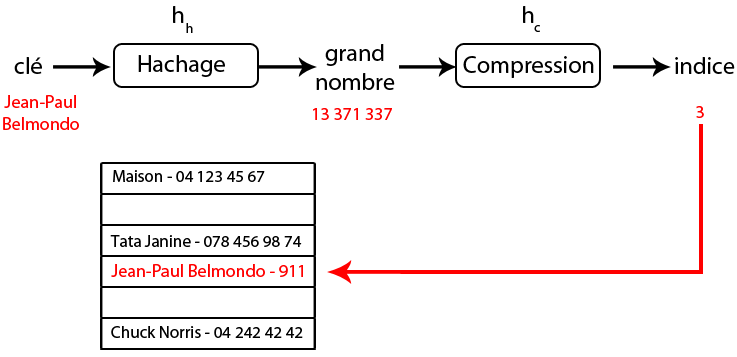 h_h
h_c
clé
Hachage
grand
nombre
Compression
indice
Jean-Paul
Belmondo
13 371 337
3
Maison - 04 123 45 67
Tata Janine - 078 456 98 74
Jean-Paul Belmondo - 911
Chuck Norris - 04 242 42 42